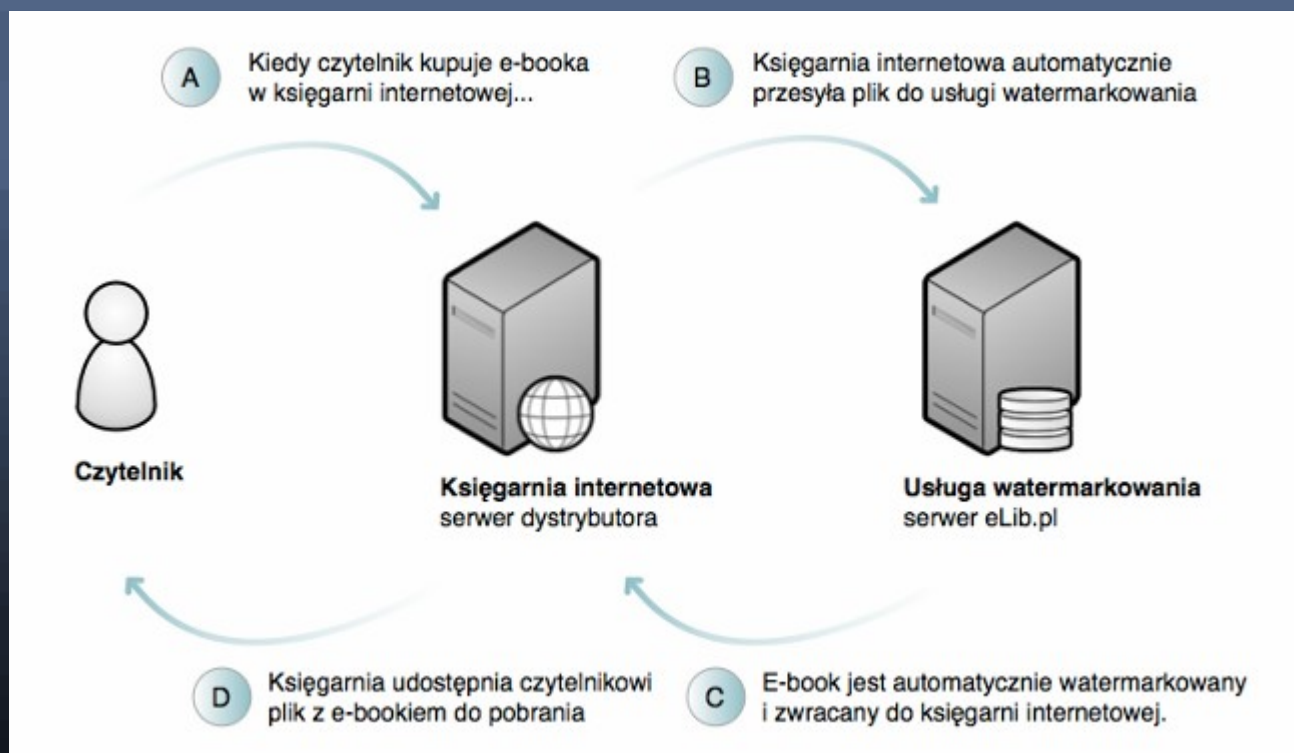 A
Kiedy czytelnik kupuje e-booka
w księgarni internetowej...
B
Księgarnia internetowa automatycznie
przesyła plik do usługi watermarkowania
Czytelnik
Księgarnia internetowa
serwer dystrybutora
Usługa watermarkowania
serwer eLib.pl
D
Księgarnia udostępnia czytelnikowi
plik z e-bookiem do pobrania
C
E-book jest automatycznie watermarkowany
i zwracany do księgarni internetowej.